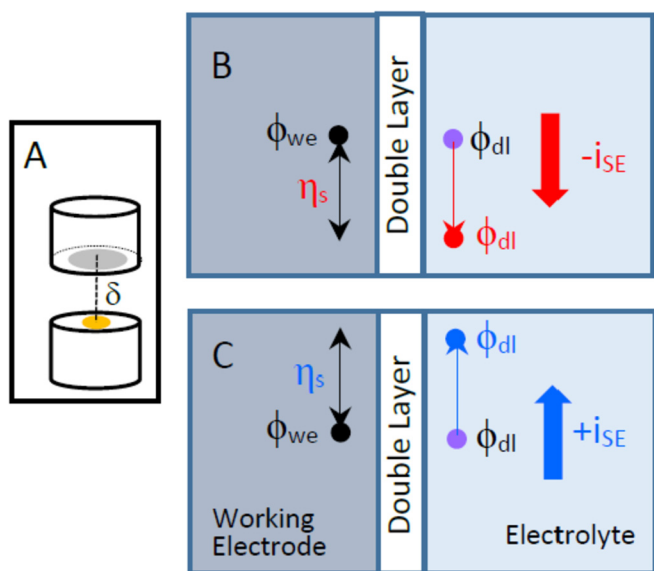 A
δ
B
ϕwe
ηs
Double Layer
ϕdl
ϕdl
-iSE
C
ηs
ϕwe
Double Layer
ϕdl
ϕdl
+iSE
Working
Electrode
Electrolyte